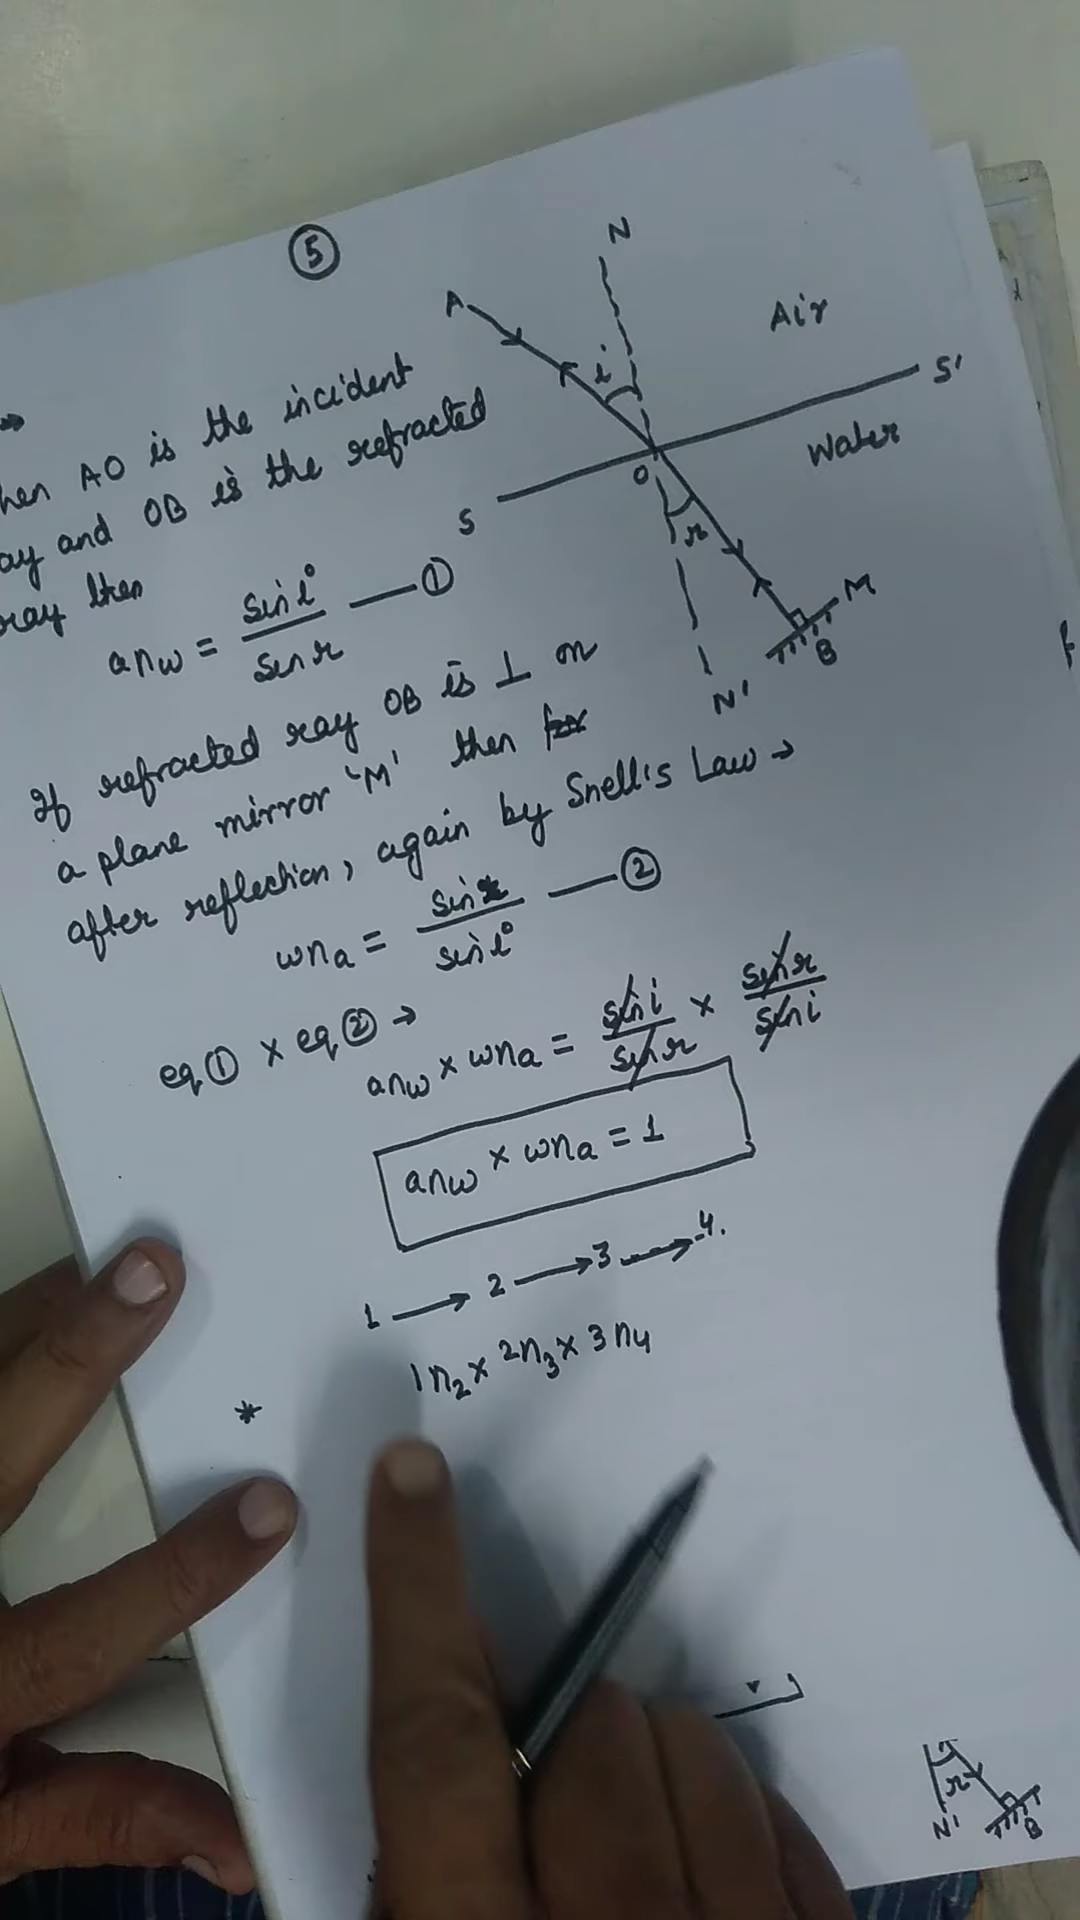 5
N
A
Air
i
S'
Water
O
S
r
M
B
N'
hen AO is the incident
ay and OB is the refracted
ray then
anw = sin i / sin r — 1
If refracted ray OB is ⊥ on
a plane mirror 'M' then
after reflection, again by Snell's Law →
wna = sin r / sin i — 2
eq 1 × eq 2 →
anw × wna = sin i / sin r × sin r / sin i
anw × wna = 1
1 → 2 → 3 → 4.
1n2 × 2n3 × 3n4
*
r
N'
B